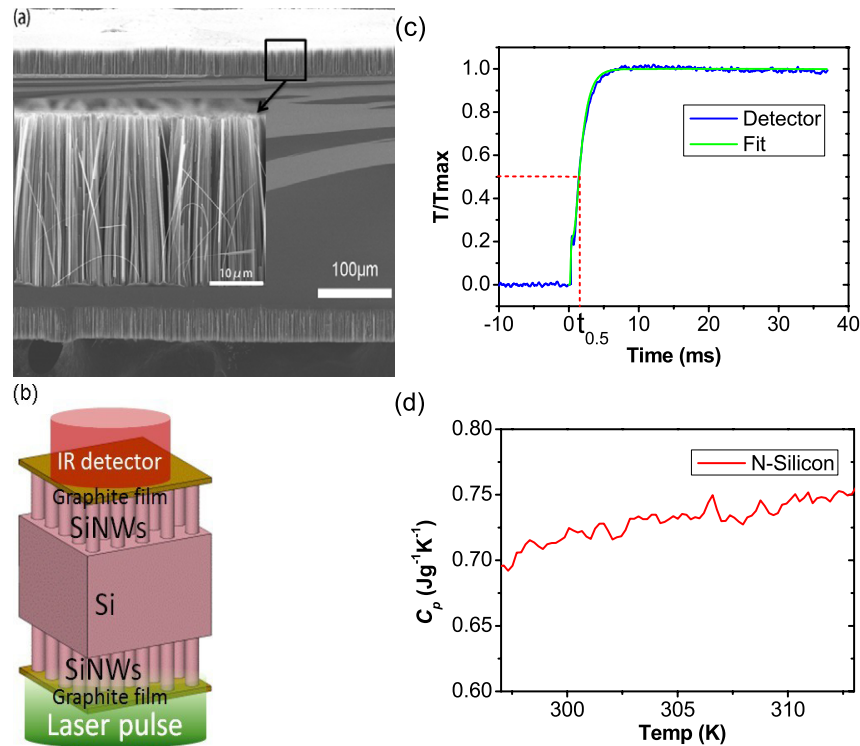 (a)
10μm
100μm
(b)
IR detector
Graphite film
SiNWs
Si
SiNWs
Graphite film
Laser pulse
(c)
1.0
0.8
0.6
0.4
0.2
0.0
T/Tmax
Detector
Fit
-10 0 10 20 30 40
t0.5
Time (ms)
(d)
0.80
0.75
0.70
0.65
0.60
Cp (Jg-1K-1)
N-Silicon
300 305 310
Temp (K)